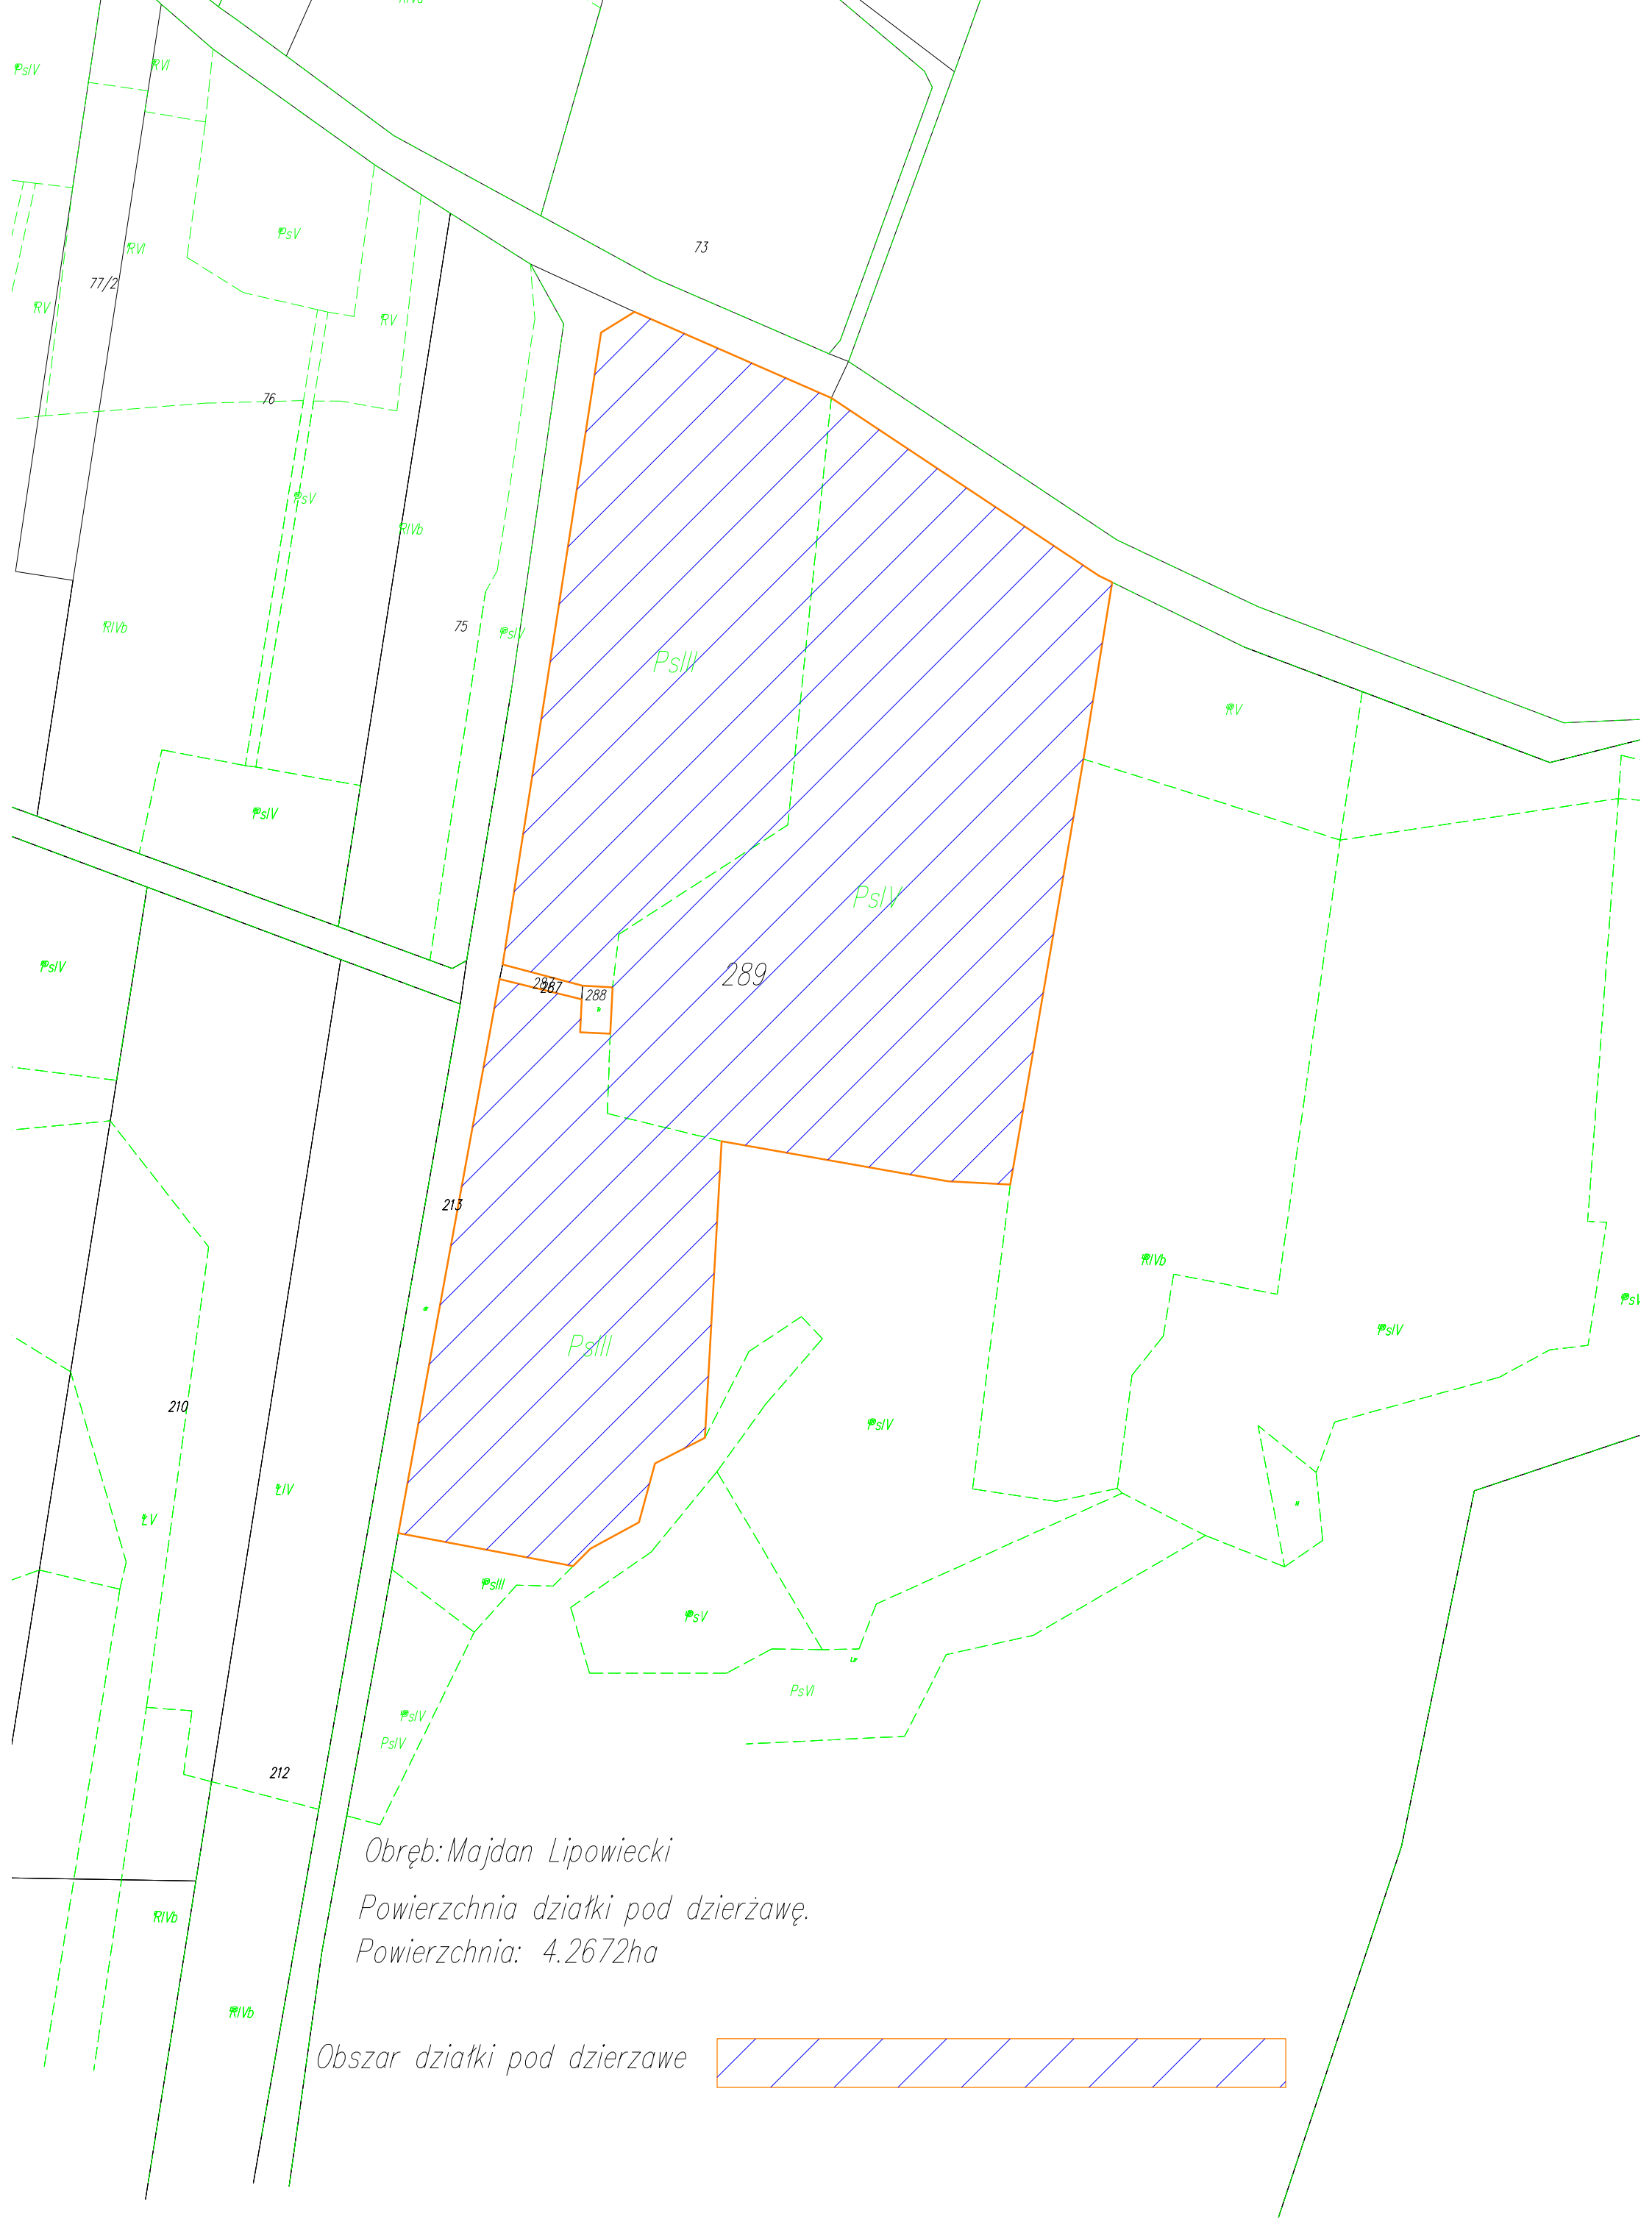 PsIV
RVI
73
PsV
RVI
77/2
RV
RV
76
PsV
RIVb
RIVb
75
PsIV
PsIII
RV
PsIV
PsIV
PsIV
289
287
287
288
213
RIVb
PsIV
PsIII
210
PsIV
ŁIV
ŁV
PsIII
PsV
PsVI
PsIV
PsIV
212
Obręb:Majdan Lipowiecki
Powierzchnia działki pod dzierżawę.
RIVb
Powierzchnia: 4.2672ha
RIVb
Obszar działki pod dzierzawe